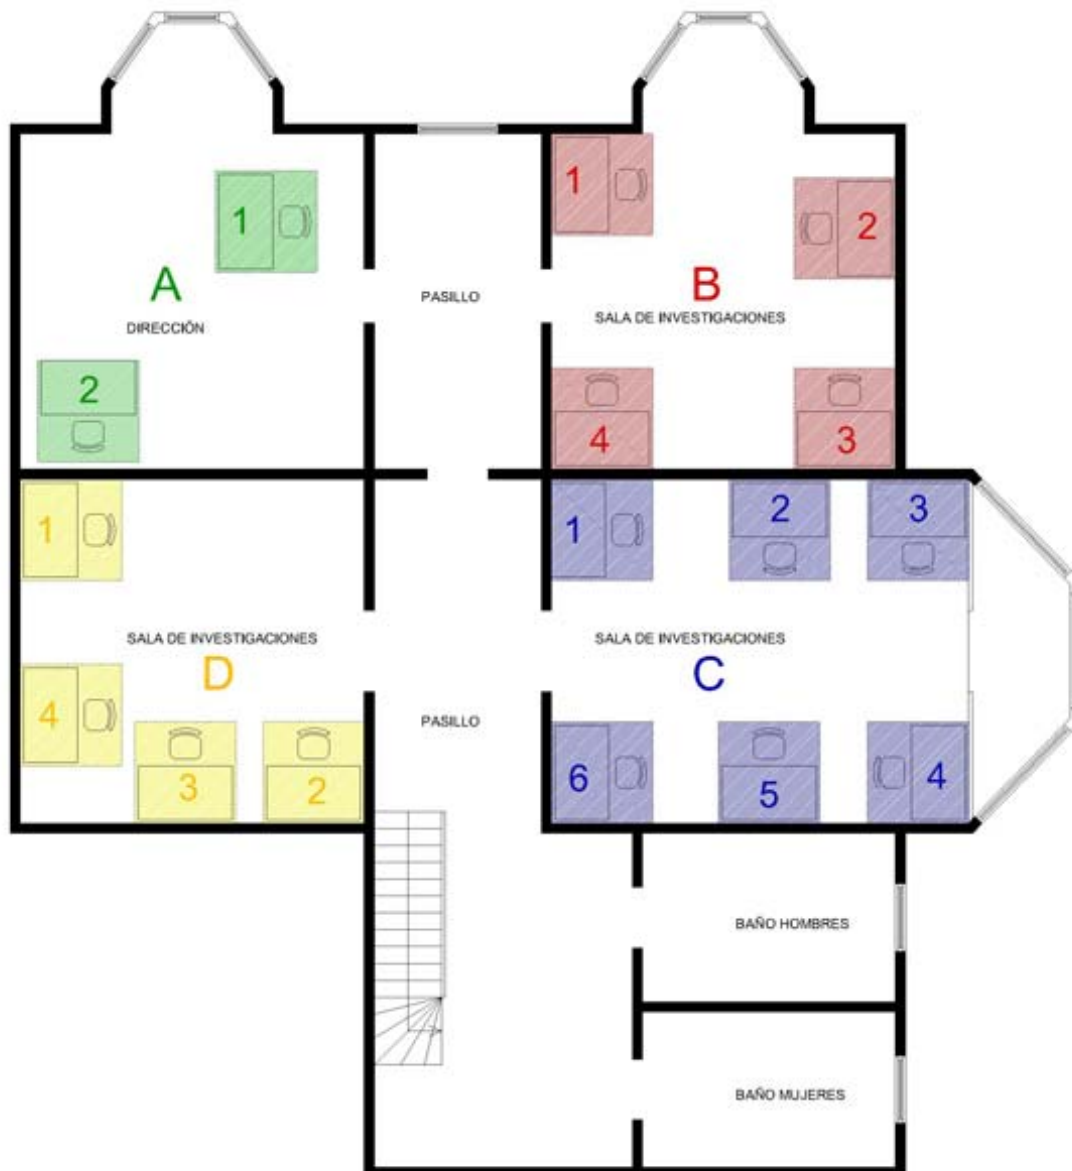 1
A
DIRECCIÓN
2
PASILLO
1
2
B
SALA DE INVESTIGACIONES
4
3
1
SALA DE INVESTIGACIONES
D
4
3
2
PASILLO
1
2
3
SALA DE INVESTIGACIONES
C
6
5
4
BAÑO HOMBRES
BAÑO MUJERES